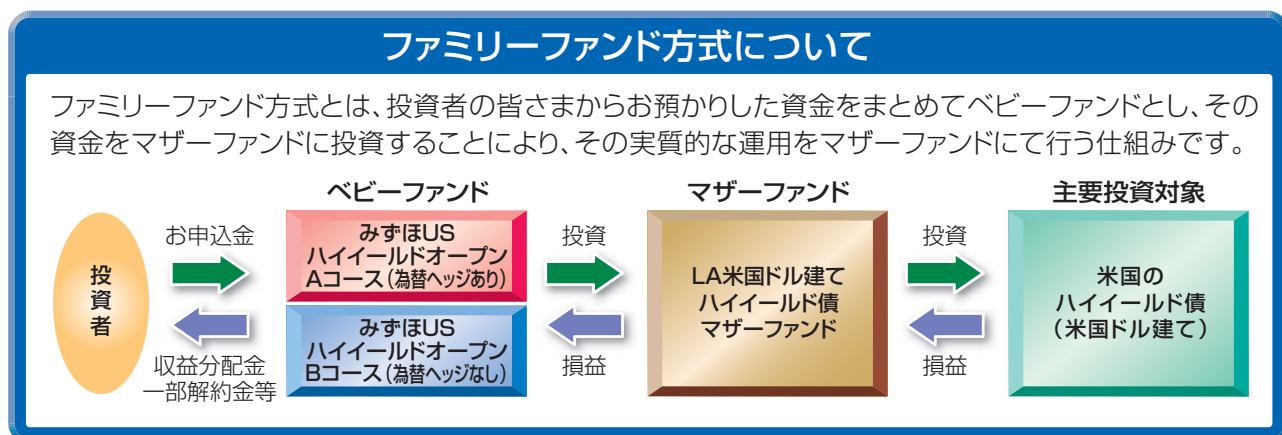 ファミリーファンド方式について
ファミリーファンド方式とは、投資者の皆さまからお預かりした資金をまとめてベビーファンドとし、その
資金をマザーファンドに投資することにより、その実質的な運用をマザーファンドにて行う仕組みです。
投資者
お申込金
収益分配金
一部解約金等
ベビーファンド
みずほUS
ハイイールドオープン
Aコース(為替ヘッジあり)
みずほUS
ハイイールドオープン
Bコース(為替ヘッジなし)
投資
損益
マザーファンド
LA米国ドル建て
ハイイールド債
マザーファンド
投資
損益
主要投資対象
米国の
ハイイールド債
(米国ドル建て)